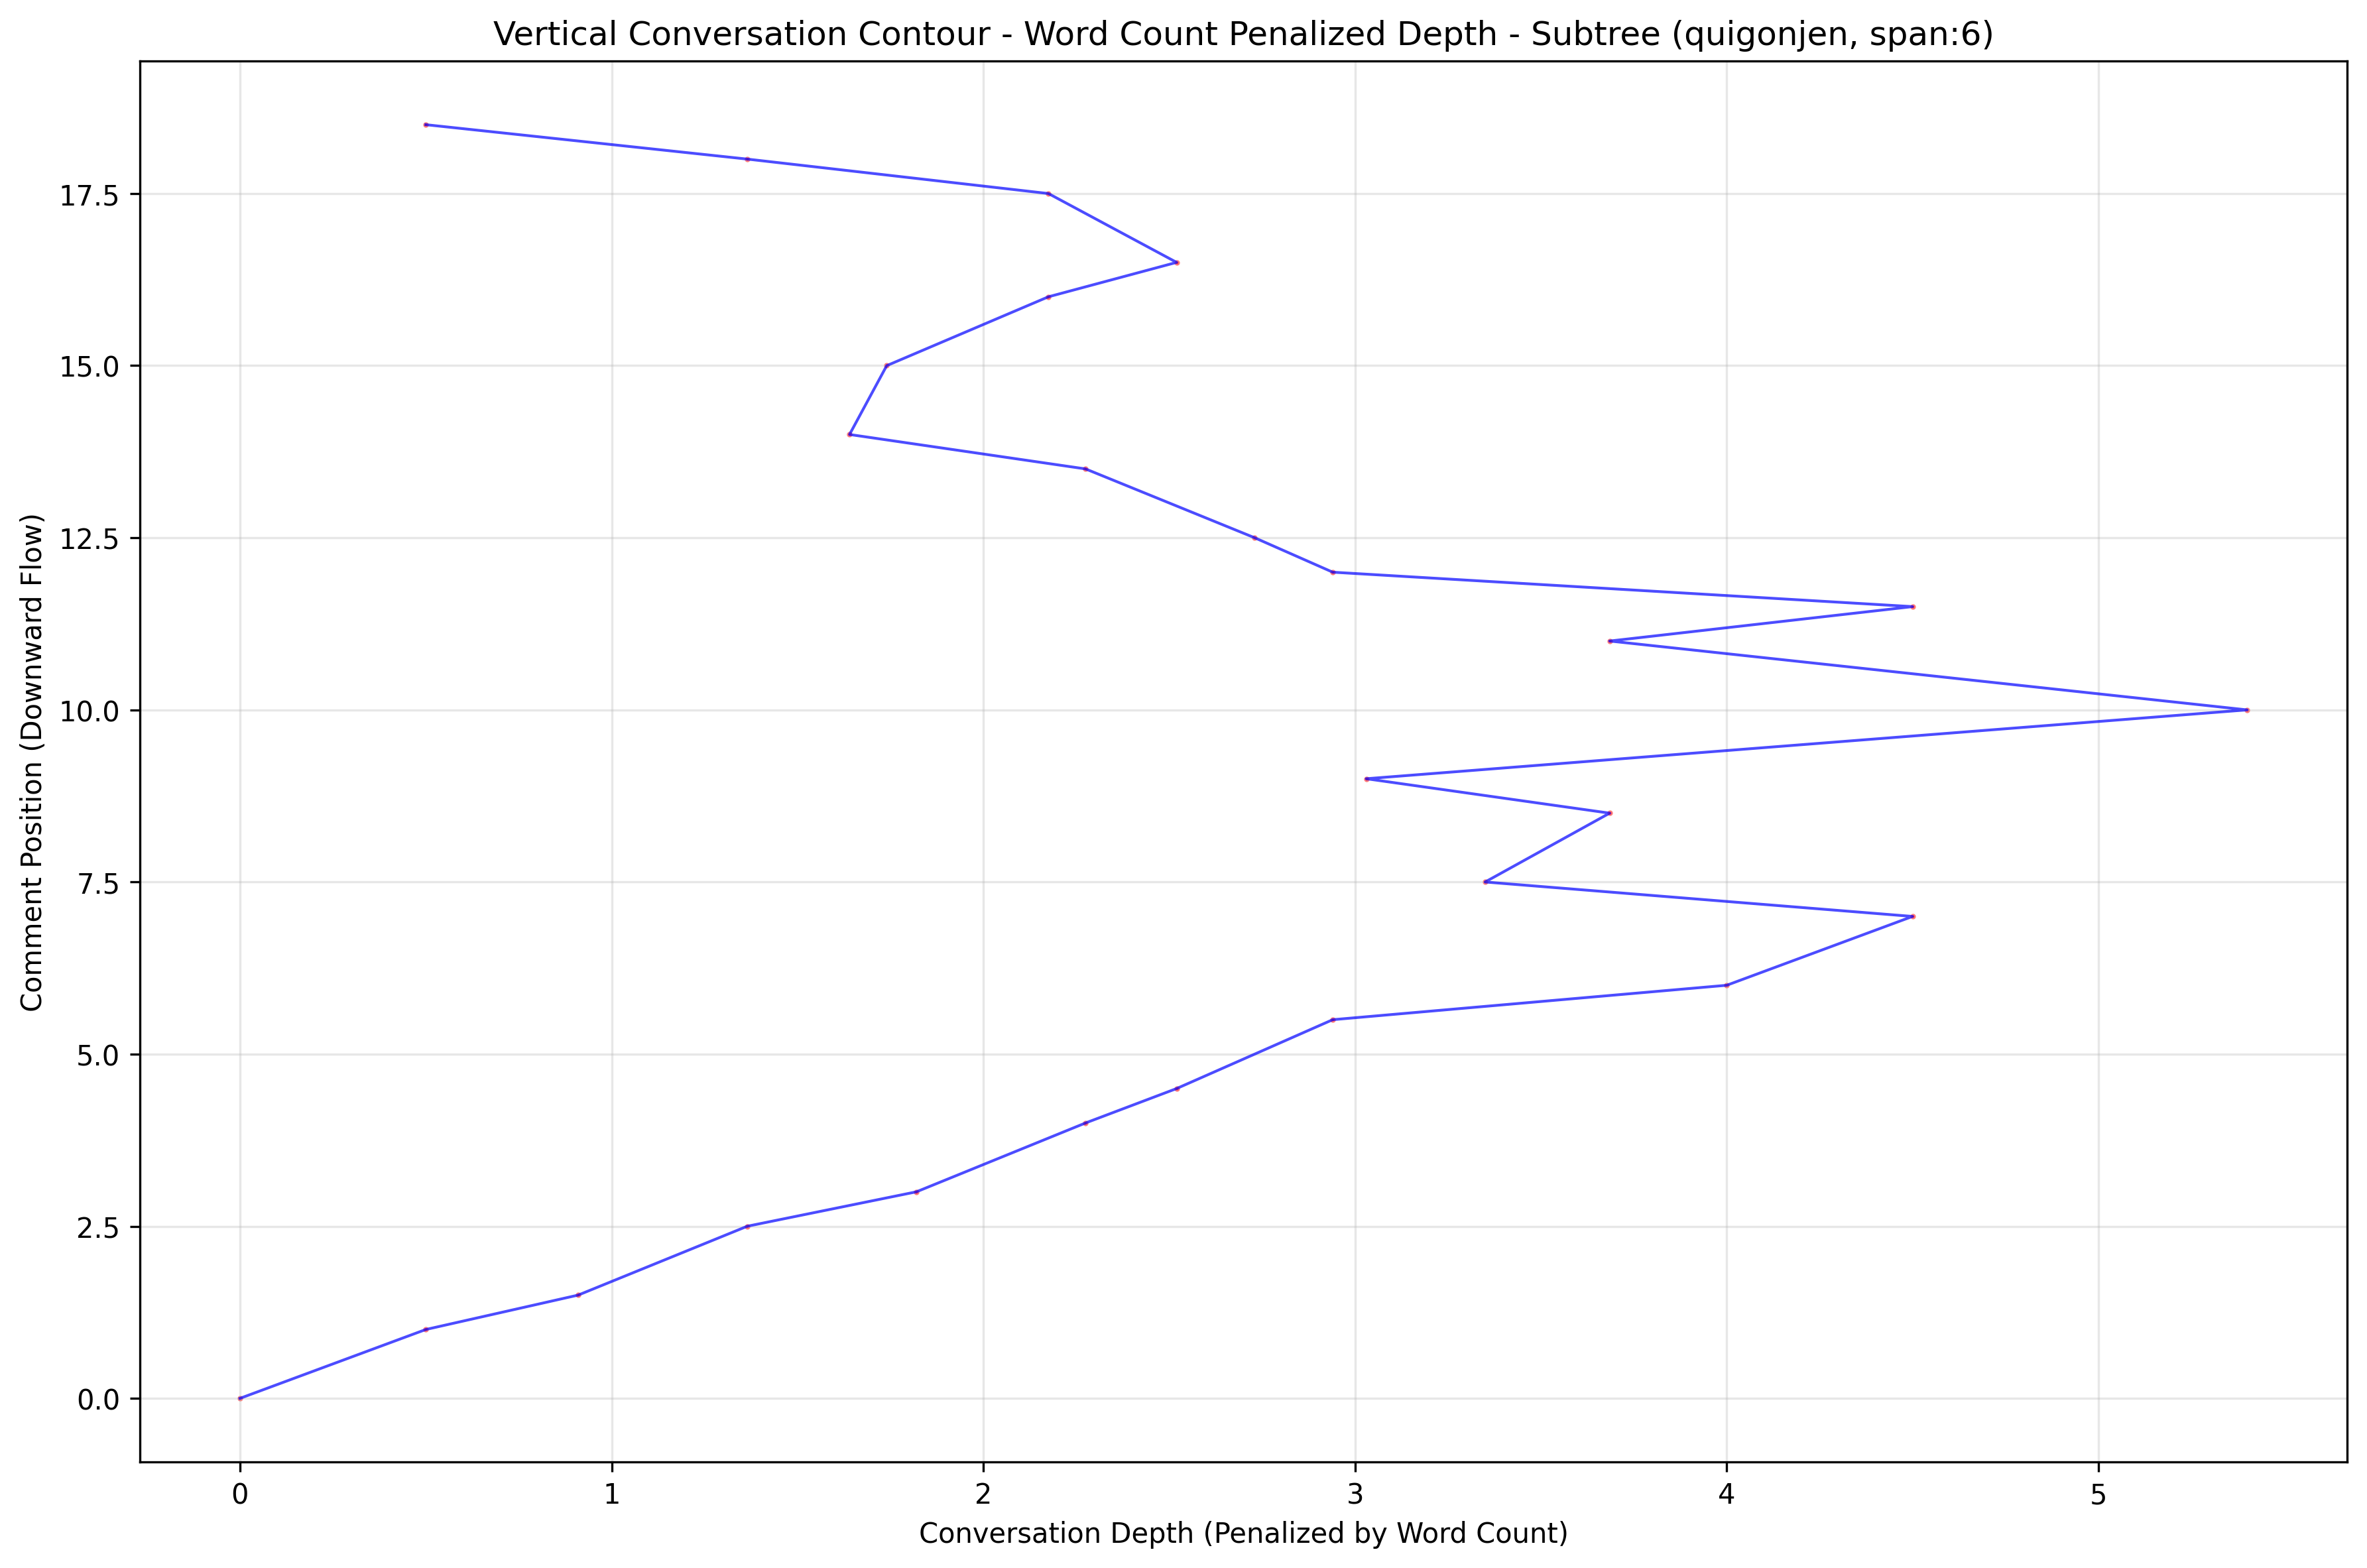 Vertical Conversation Contour - Word Count Penalized Depth - Subtree (quigonjen, span:6)
Comment Position (Downward Flow)
17.5
15.0
12.5
10.0
7.5
5.0
2.5
0.0
0 1 2 3 4 5
Conversation Depth (Penalized by Word Count)